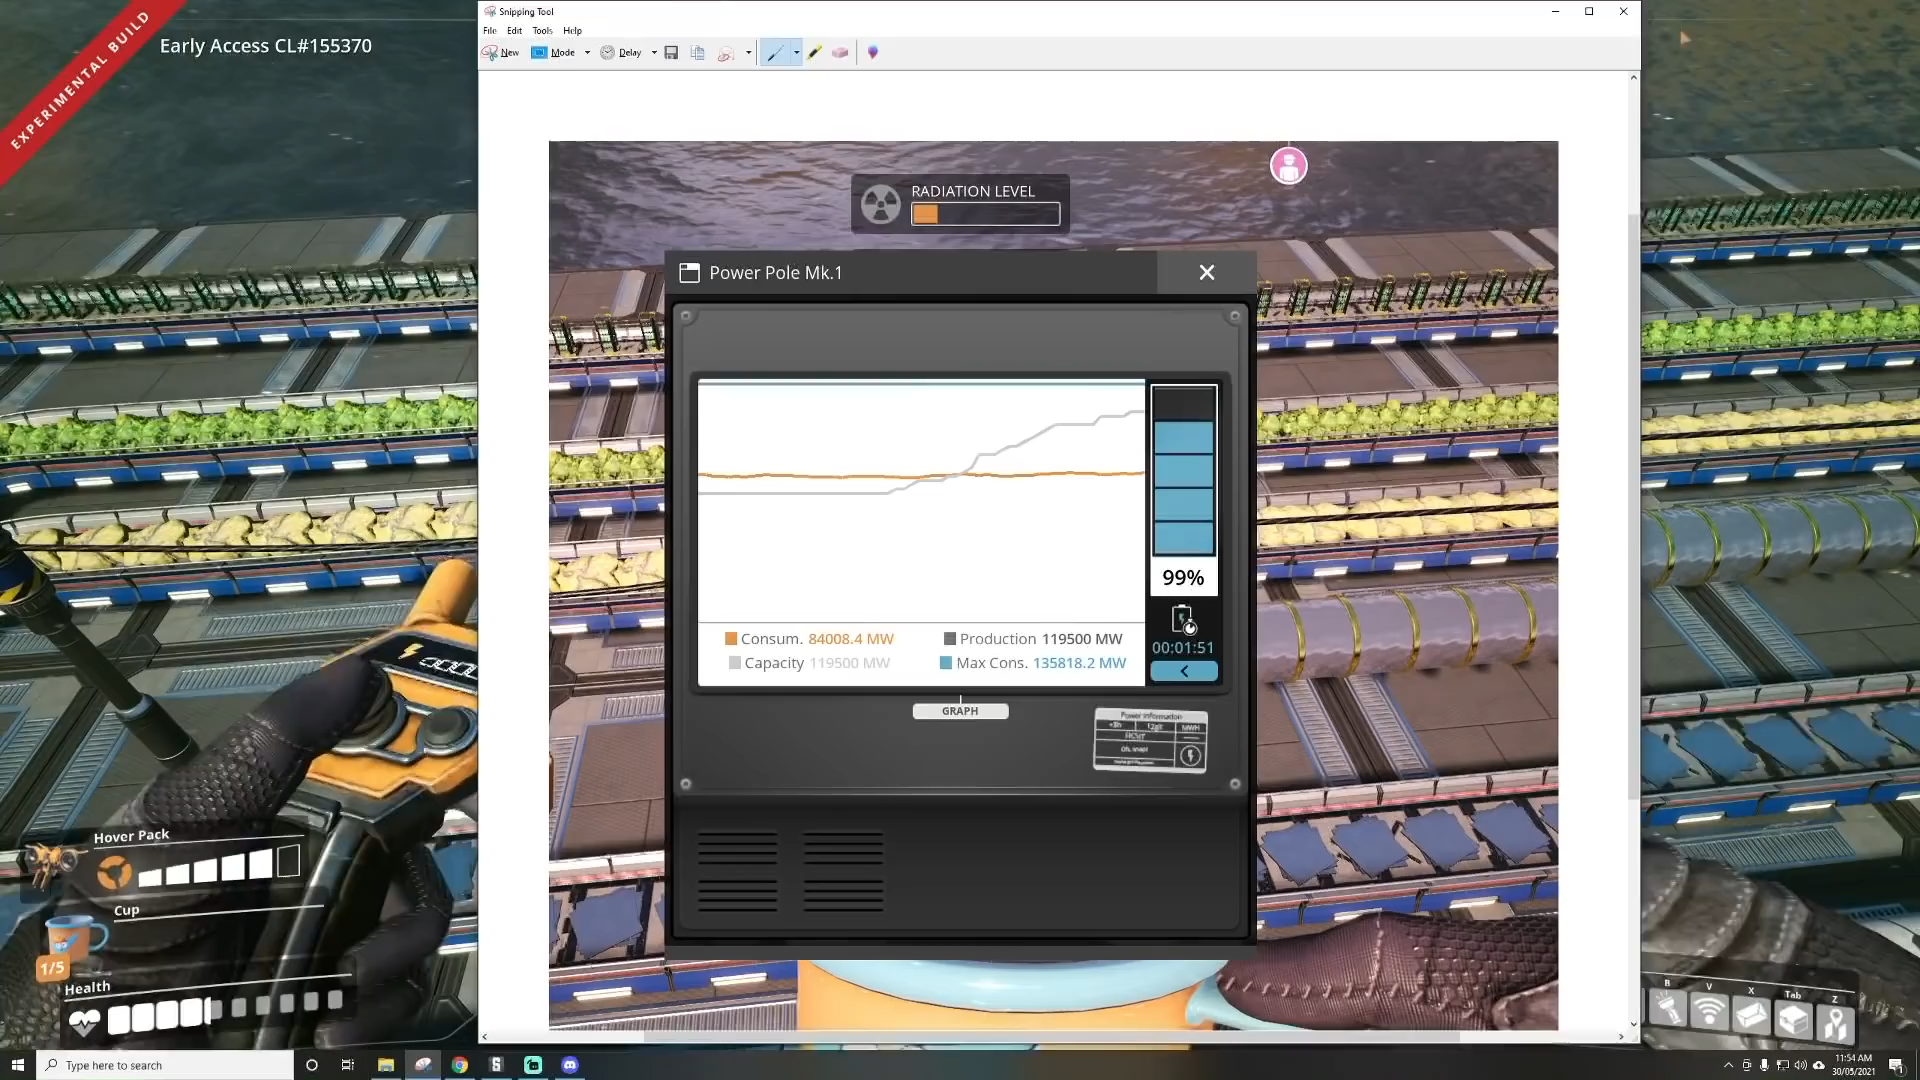 EXPERIMENTAL BUILD
Early Access CL#155370
Snipping Tool
File Edit Tools Help
New Mode Delay
RADIATION LEVEL
Power Pole Mk.1
99%
00:01:51
Consum. 84008.4 MW Production 119500 MW
Capacity 119500 MW Max Cons. 135818.2 MW
GRAPH
Power Information
Hover Pack
Cup
1/5
Health
B V X Tab Z
Type here to search
11:54 AM
30/05/2021